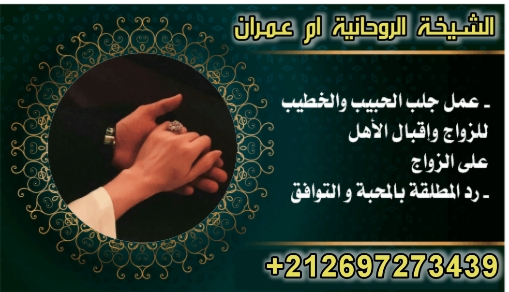 الشيخة الروحانية ام عمران
ـ عمل جلب الحبيب والخطيب
للزواج وإقبال الأهل
على الزواج
ـ رد المطلقة بالمحبة و التوافق
+212697273439